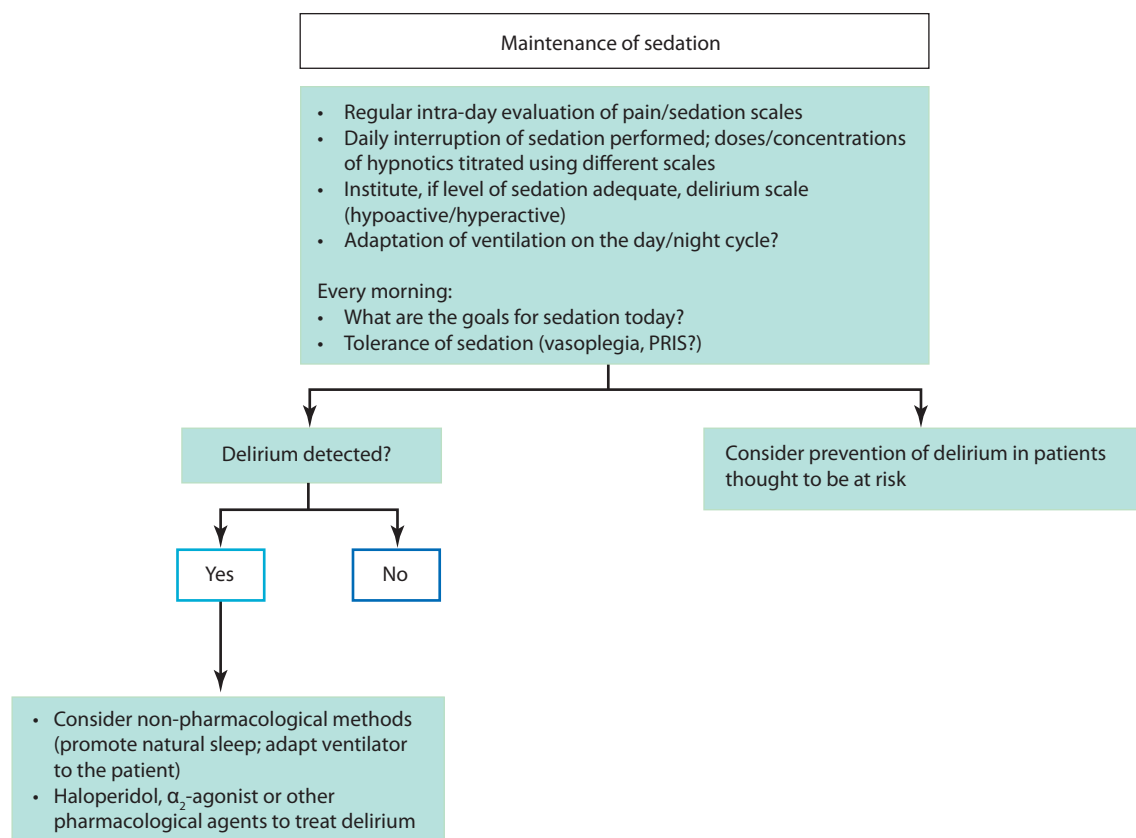 Maintenance of sedation
• Regular intra-day evaluation of pain/sedation scales
• Daily interruption of sedation performed; doses/concentrations
of hypnotics titrated using different scales
• Institute, if level of sedation adequate, delirium scale
(hypoactive/hyperactive)
• Adaptation of ventilation on the day/night cycle?
Every morning:
• What are the goals for sedation today?
• Tolerance of sedation (vasoplegia, PRIS?)
Delirium detected?
Consider prevention of delirium in patients
thought to be at risk
Yes
No
• Consider non-pharmacological methods
(promote natural sleep; adapt ventilator
to the patient)
• Haloperidol, α₂-agonist or other
pharmacological agents to treat delirium